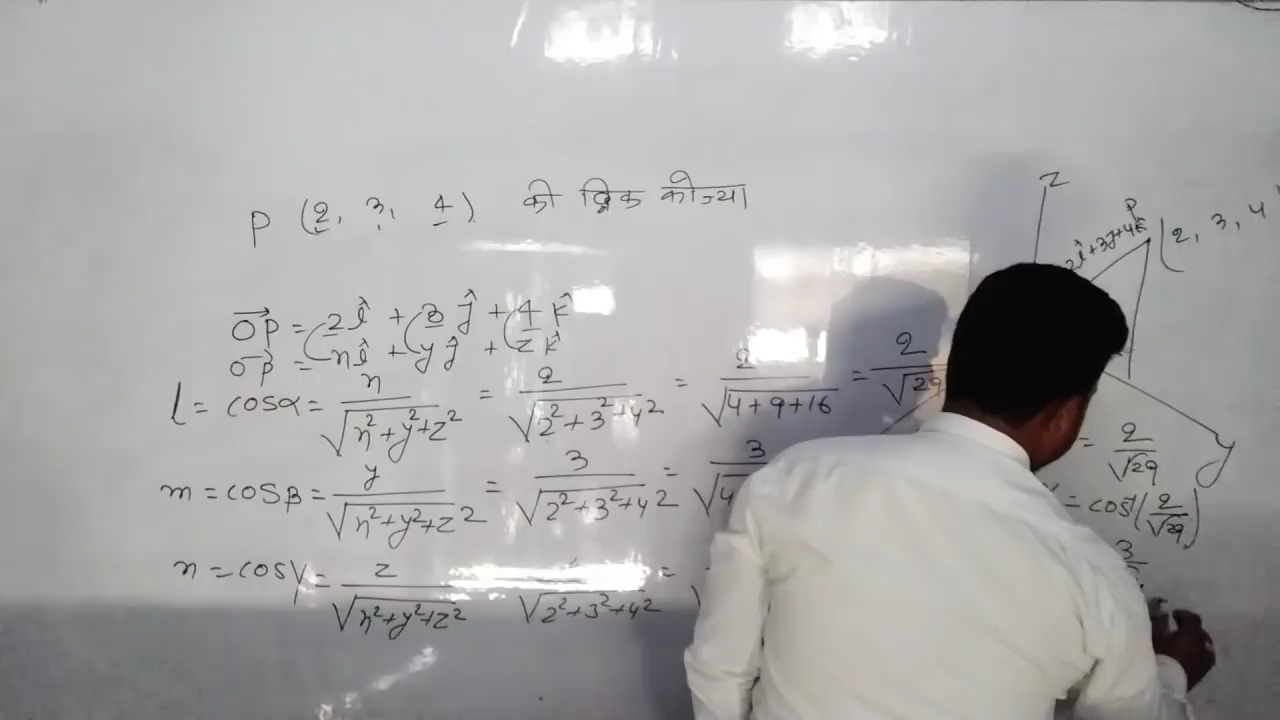 P (2, 3, 4) की दिक कोज्या
OP = 2î + 3ĵ + 4k̂
OP = xî + yĵ + zk̂
l = cosα = x/√x²+y²+z² = 2/√2²+3²+4² = 2/√4+9+16 = 2/√29
m = cosβ = y/√x²+y²+z² = 3/√2²+3²+4² = 3/√4
n = cosγ = z/√x²+y²+z² /√2²+3²+4² =
z
P (2, 3, 4
2î+3ĵ+4k̂
y
= 2/√29
= cos⁻¹(2/√29)
3/